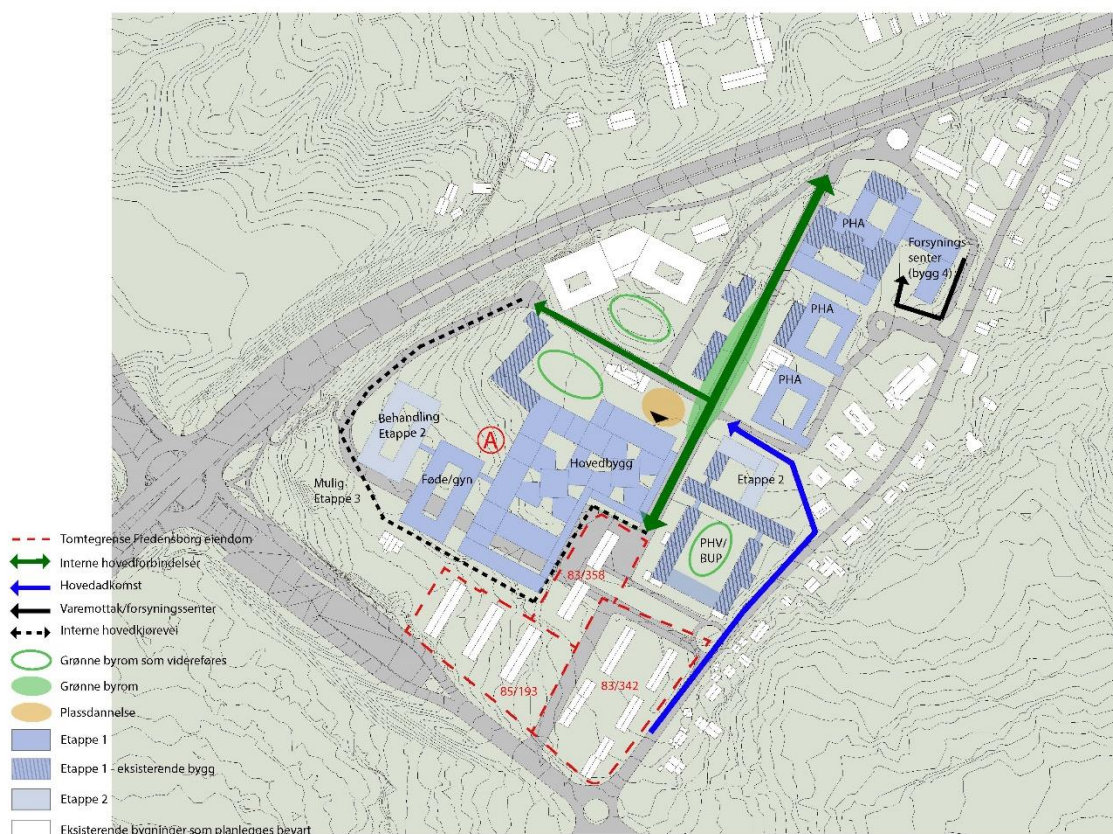 PHA
Forsynings
senter
(bygg 4)
PHA
PHA
Behandling
Etappe 2
A
Hovedbygg
Føde/gyn
Etappe 2
Mulig
Etappe 3
PHV/
BUP
83/358
85/193
83/342
Tomtegrense Fredensborg eiendom
Interne hovedforbindelser
Hovedadkomst
Varemottak/forsyningssenter
Interne hovedkjørevei
Grønne byrom som videreføres
Grønne byrom
Plassdannelse
Etappe 1
Etappe 1 - eksisterende bygg
Etappe 2
Eksisterende bygninger som planlegges bevart